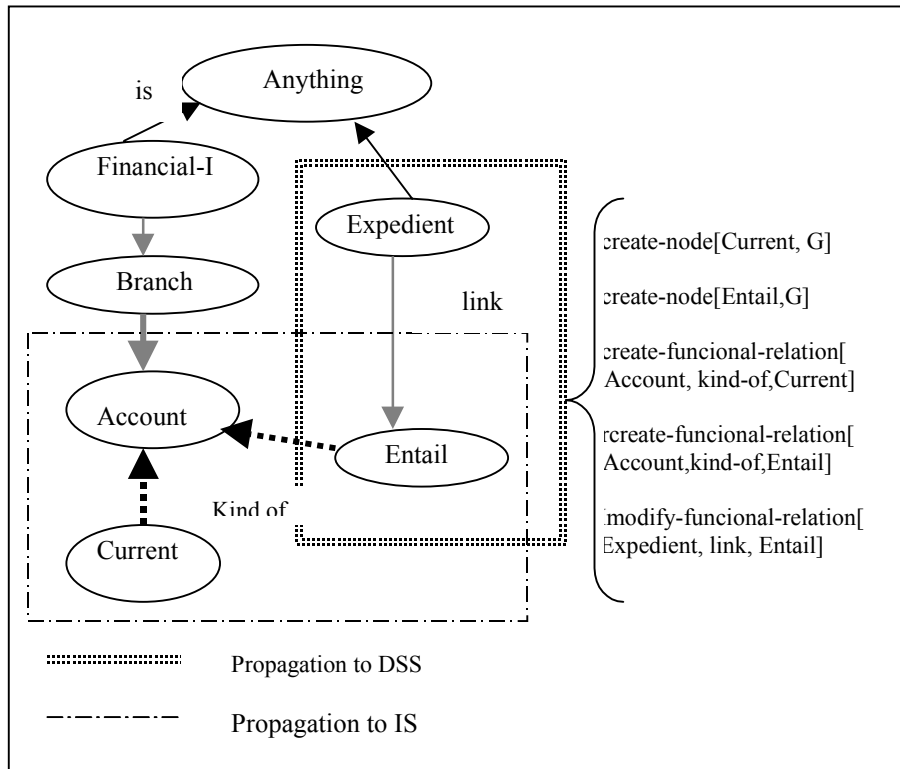 Anything
is
Financial-I
Expedient
create-node[Current, G]
Branch
link
create-node[Entail,G]
create-funcional-relation[
Account, kind-of,Current]
Account
Entail
rcreate-funcional-relation[
Account,kind-of,Entail]
Kind of
modify-funcional-relation[
Expedient, link, Entail]
Current
Propagation to DSS
Propagation to IS